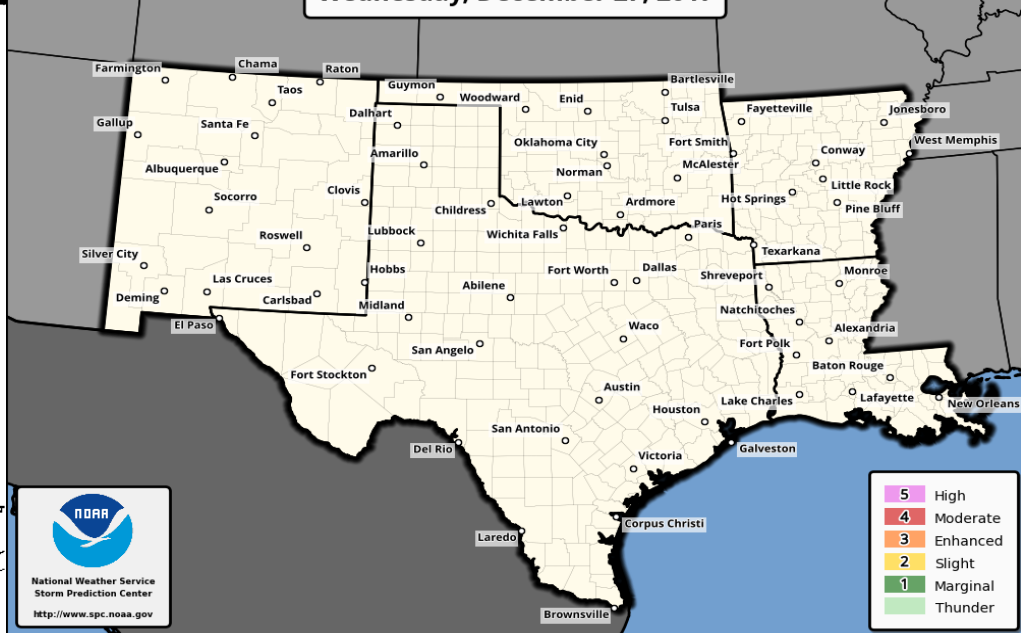 Farmington
Chama
Raton
Taos
Guymon
Woodward
Enid
Bartlesville
Tulsa
Fayetteville
Jonesboro
Dalhart
Gallup
Santa Fe
Oklahoma City
Fort Smith
West Memphis
Amarillo
Conway
Albuquerque
Norman
McAlester
Little Rock
Clovis
Socorro
Childress
Lawton
Ardmore
Hot Springs
Pine Bluff
Roswell
Lubbock
Wichita Falls
Paris
Texarkana
Silver City
Las Cruces
Hobbs
Fort Worth
Dallas
Shreveport
Monroe
Deming
Carlsbad
Midland
Abilene
Natchitoches
El Paso
Waco
Alexandria
San Angelo
Fort Polk
Fort Stockton
Baton Rouge
Austin
Lake Charles
Lafayette
New Orleans
Houston
San Antonio
Del Rio
Galveston
Victoria
Corpus Christi
Laredo
Brownsville
NOAA
National Weather Service
Storm Prediction Center
http://www.spc.noaa.gov
5 High
4 Moderate
3 Enhanced
2 Slight
1 Marginal
Thunder